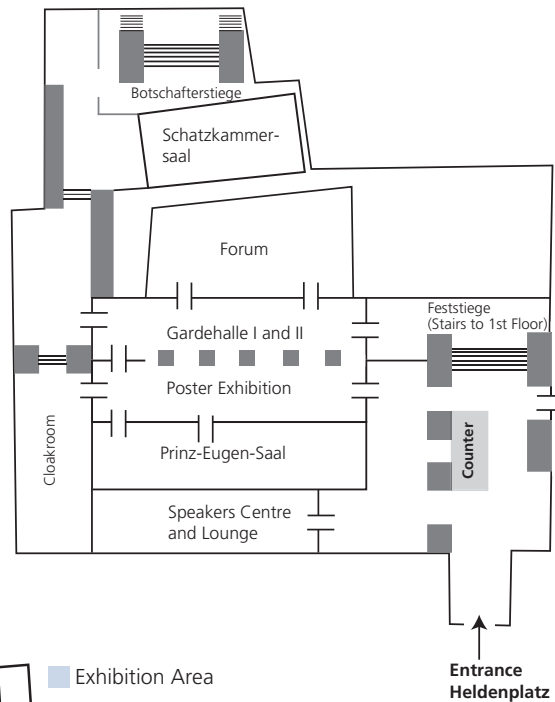 Botschafterstiege
Schatzkammer-
saal
Forum
Feststiege
(Stairs to 1st Floor)
Gardehalle I and II
Poster Exhibition
Cloakroom
Counter
Prinz-Eugen-Saal
Speakers Centre
and Lounge
Exhibition Area
Entrance
Heldenplatz